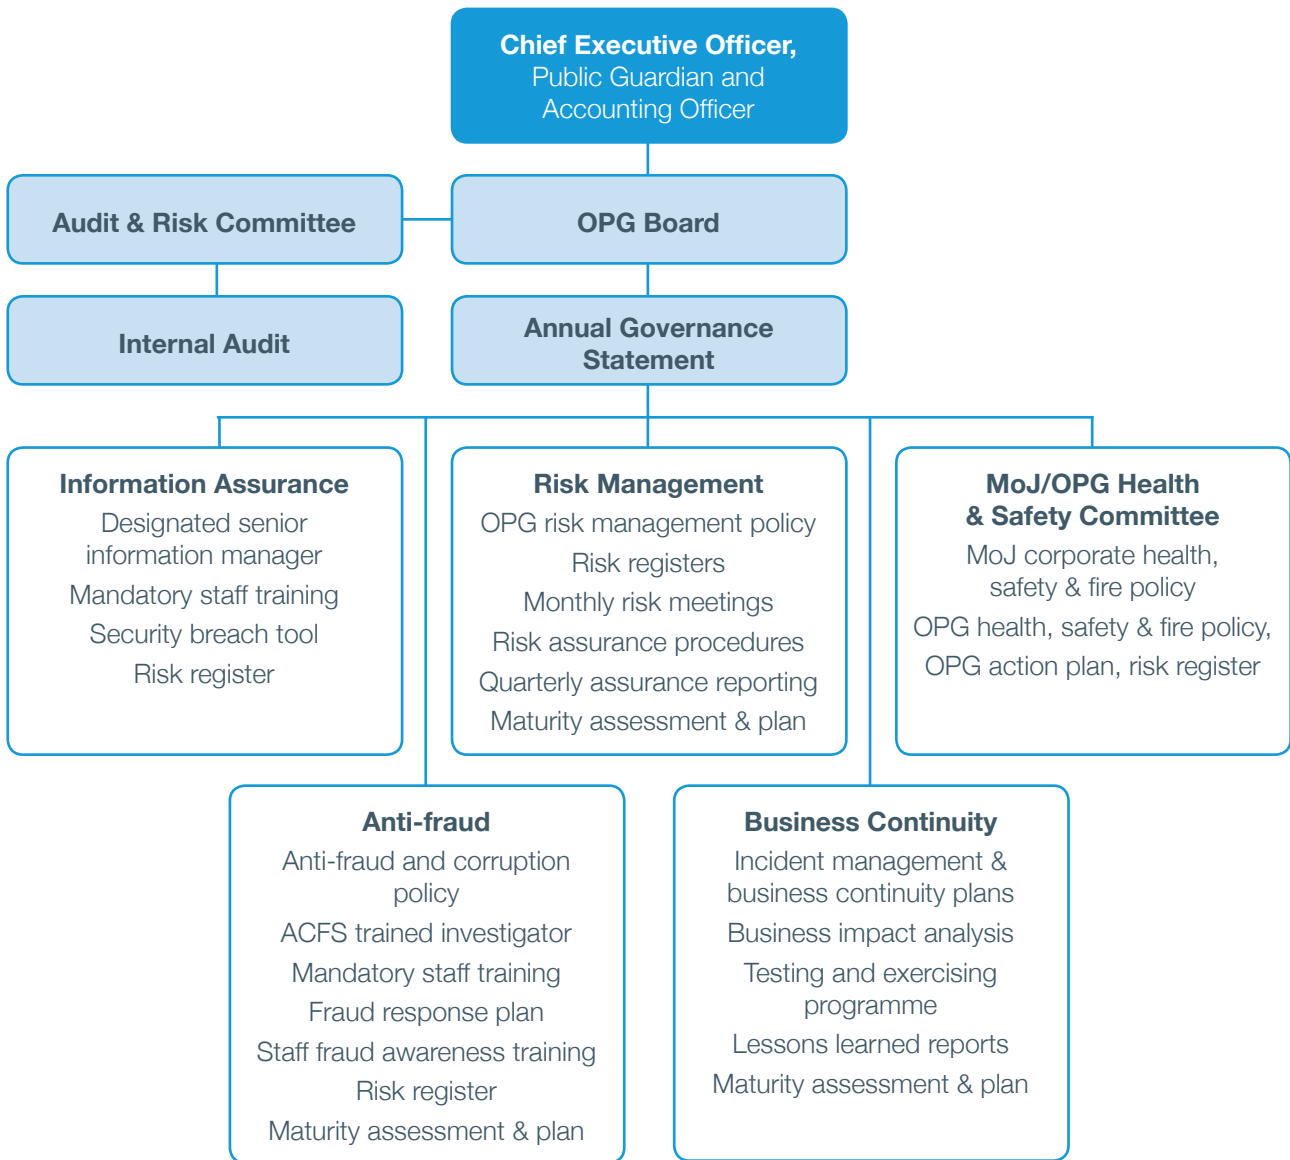 Chief Executive Officer,
Public Guardian and
Accounting Officer
Audit & Risk Committee
OPG Board
Internal Audit
Annual Governance
Statement
Information Assurance
Designated senior
information manager
Mandatory staff training
Security breach tool
Risk register
Risk Management
OPG risk management policy
Risk registers
Monthly risk meetings
Risk assurance procedures
Quarterly assurance reporting
Maturity assessment & plan
MoJ/OPG Health
& Safety Committee
MoJ corporate health,
safety & fire policy
OPG health, safety & fire policy,
OPG action plan, risk register
Anti-fraud
Anti-fraud and corruption
policy
ACFS trained investigator
Mandatory staff training
Fraud response plan
Staff fraud awareness training
Risk register
Maturity assessment & plan
Business Continuity
Incident management &
business continuity plans
Business impact analysis
Testing and exercising
programme
Lessons learned reports
Maturity assessment & plan